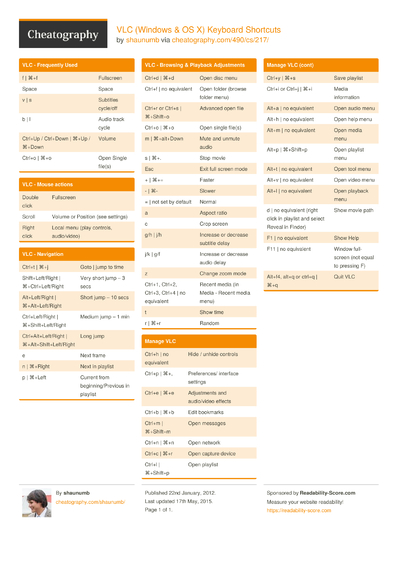 Cheatography
VLC (Windows & OS X) Keyboard Shortcuts
by shaunumb via cheatography.com/490/cs/217/
VLC - Frequently Used
f | ⌘+f Fullscreen
Space Space
v | s Subtitles
cycle/off
b | l Audio track
cycle
Ctrl+Up / Ctrl+Down | ⌘+Up / Volume
⌘+Down
Ctrl+o | ⌘+o Open Single
file(s)
VLC - Mouse actions
Double Fullscreen
click
Scroll Volume or Position (see settings)
Right Local menu (play controls,
click audio/video)
VLC - Navigation
Ctrl+t | ⌘+j Goto | jump to time
Shift+Left/Right | Very short jump ~ 3
⌘+Ctrl+Left/Right secs
Alt+Left/Right | Short jump ~ 10 secs
⌘+Alt+Left/Right
Ctrl+Left/Right | Medium jump ~ 1 min
⌘+Shift+Left/Right
Ctrl+Alt+Left/Right | Long jump
⌘+Alt+Shift+Left/Right
e Next frame
n | ⌘+Right Next in playlist
p | ⌘+Left Current from
beginning/Previous in
playlist
VLC - Browsing & Playback Adjustments
Ctrl+d | ⌘+d Open disc menu
Ctrl+f | no equivalent Open folder (browse
folder menu)
Ctrl+r or Ctrl+s | Advanced open file
⌘+Shift+o
Ctrl+o | ⌘+o Open single file(s)
m | ⌘+alt+Down Mute and unmute
audio
s | ⌘+. Stop movie
Esc Exit full screen mode
+ | ⌘+= Faster
- | ⌘- Slower
= | not set by default Normal
a Aspect ratio
c Crop screen
g/h | j/h Increase or decrease
subtitle delay
j/k | g/f Increase or decrease
audio delay
z Change zoom mode
Ctrl+1, Ctrl+2, Recent media (in
Ctrl+3, Ctrl+4 | no Media - Recent media
equivalent menu)
t Show time
r | ⌘+r Random
Manage VLC
Ctrl+h | no Hide / unhide controls
equivalent
Ctrl+p | ⌘+, Preferences/ interface
settings
Ctrl+e | ⌘+e Adjustments and
audio/video effects
Ctrl+b | ⌘+b Edit bookmarks
Ctrl+m | Open messages
⌘+Shift+m
Ctrl+n | ⌘+n Open network
Ctrl+c | ⌘+r Open capture device
Ctrl+l | Open playlist
⌘+Shift+p
Manage VLC (cont)
Ctrl+y | ⌘+s Save playlist
Ctrl+i or Ctrl+j | ⌘+i Media
information
Alt+a | no equivalent Open audio menu
Alt+h | no equivalent Open help menu
Alt+m | no equivalent Open media
menu
Alt+p | ⌘+Shift+p Open playlist
menu
Alt+t | no equivalent Open tool menu
Alt+v | no equivalent Open video menu
Alt+l | no equivalent Open playback
menu
d | no equivalent (right Show movie path
click in playlist and select
Reveal in Finder)
F1 | no equivalent Show Help
F11 | no equivalent Window full-
screen (not equal
to pressing F)
Alt+f4, alt+q or ctrl+q | Quit VLC
⌘+q
By shaunumb
cheatography.com/shaunumb/
Published 22nd January, 2012.
Last updated 17th May, 2015.
Page 1 of 1.
Sponsored by Readability-Score.com
Measure your website readability!
https://readability-score.com